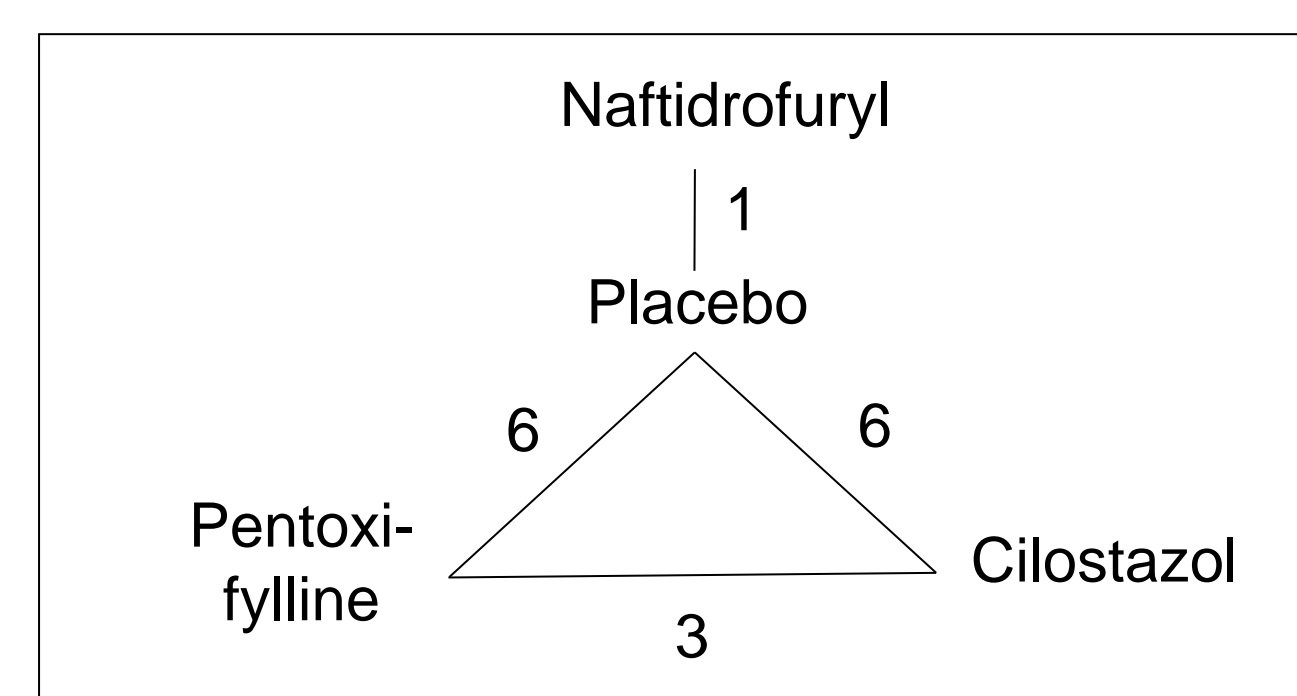 Naftidrofuryl
1
Placebo
6
6
Pentoxi-
fylline
Cilostazol
3